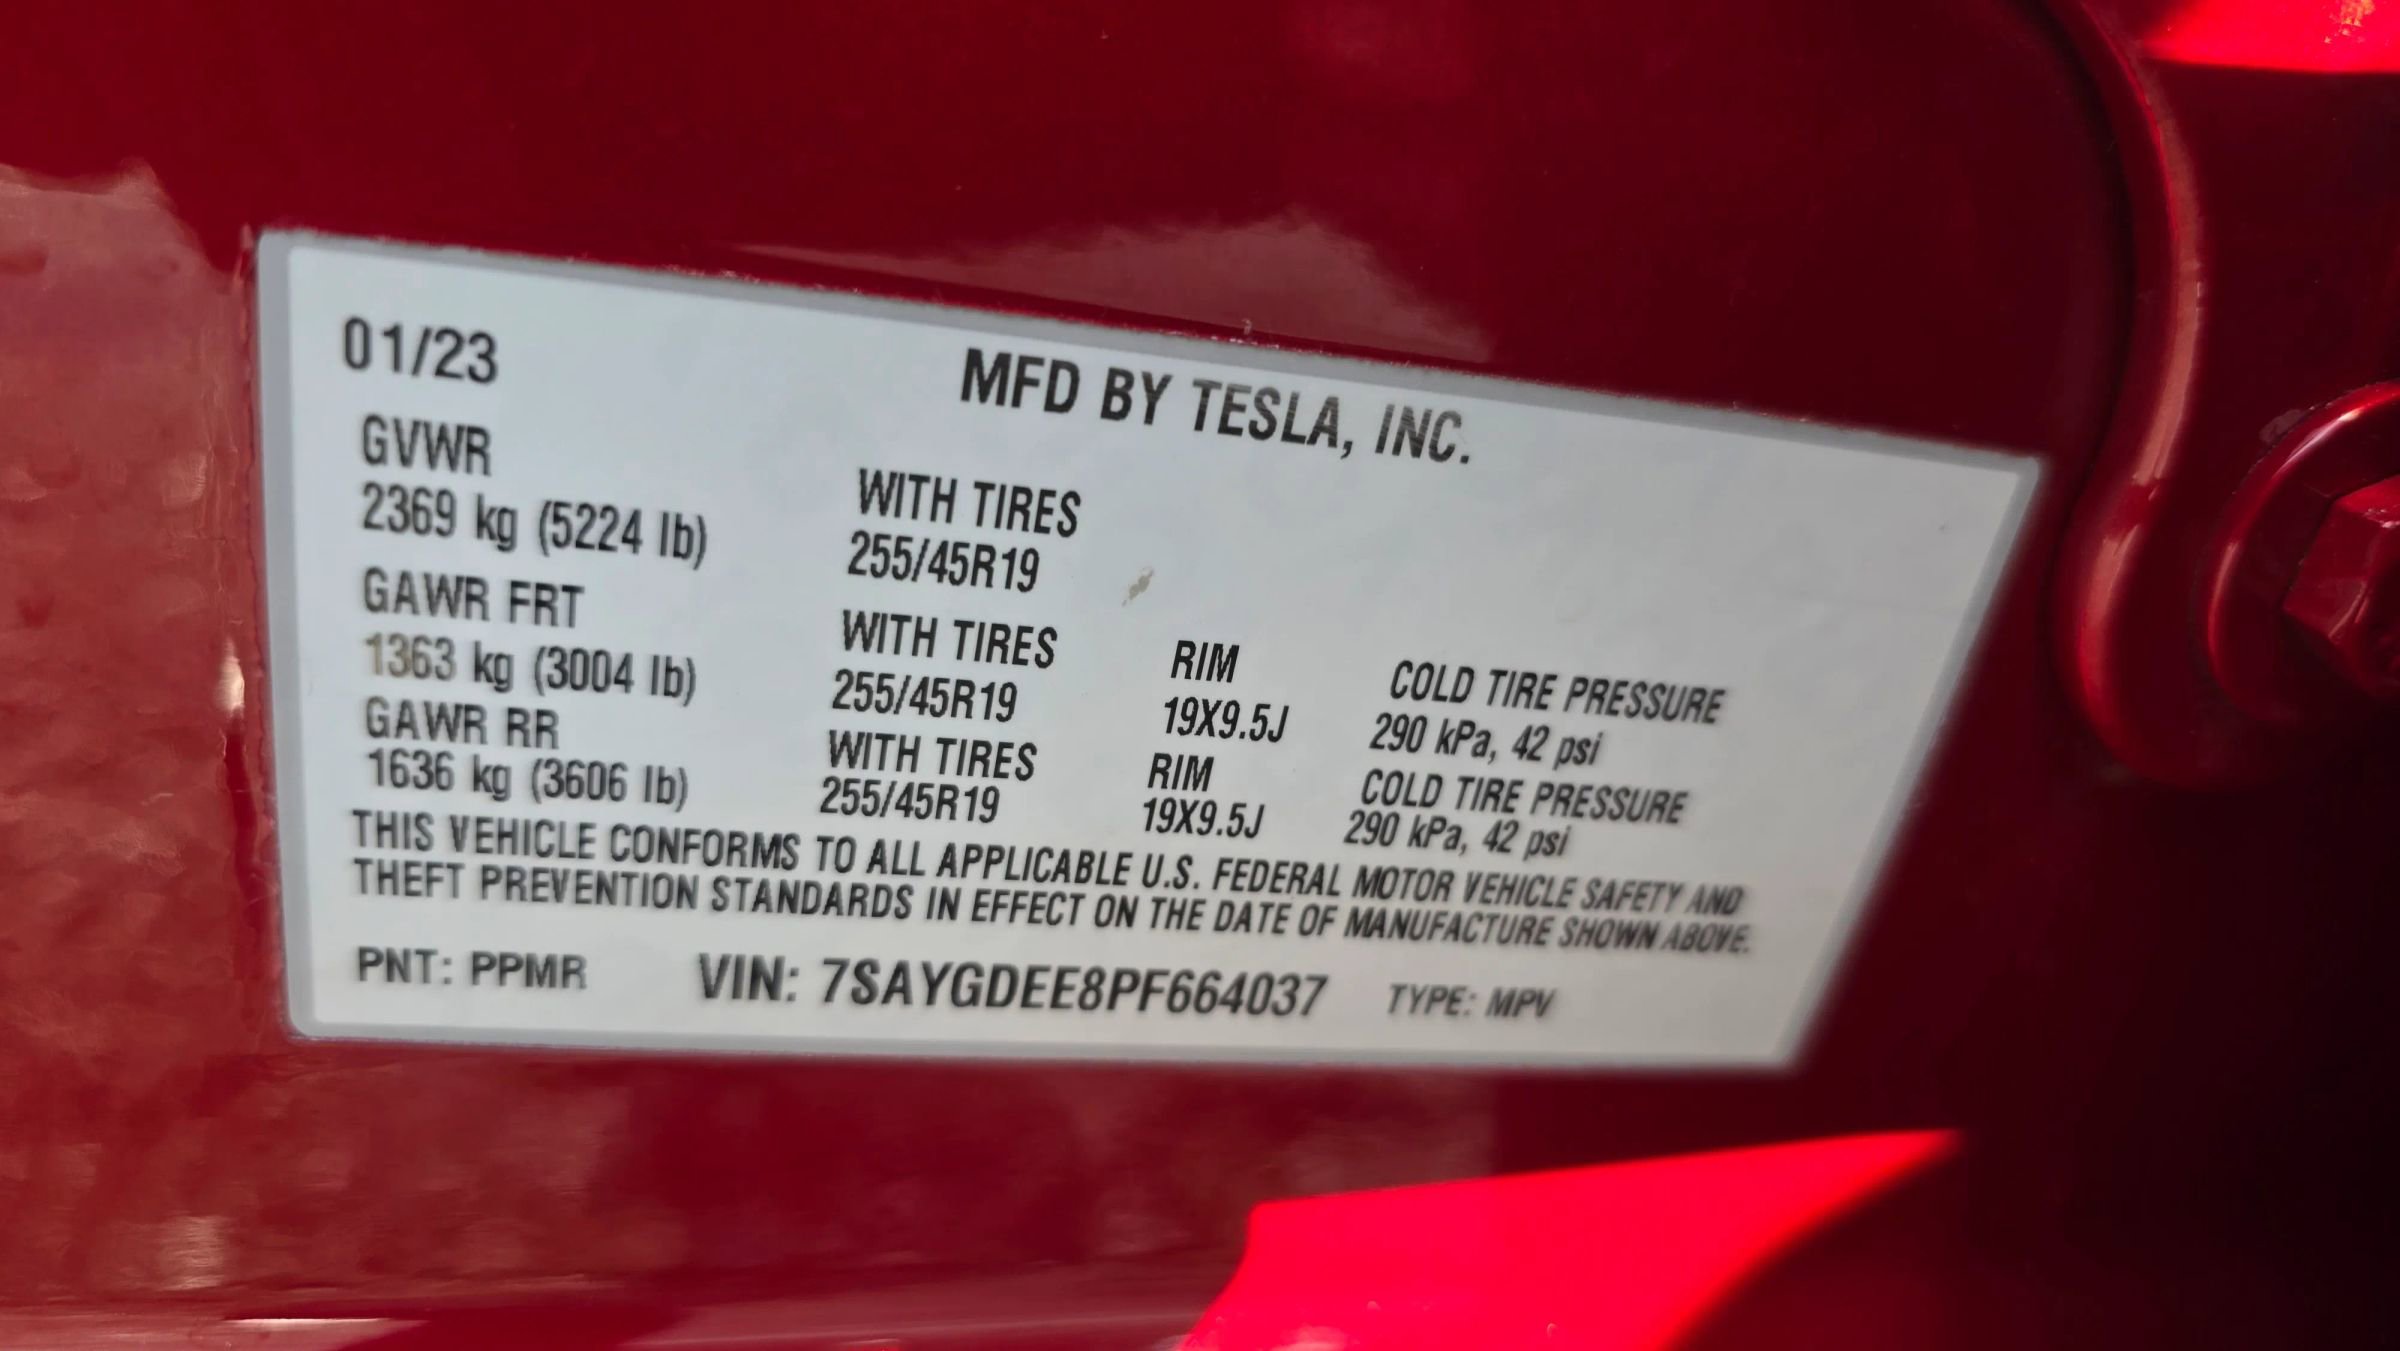 01/23
MFD BY TESLA, INC.
GVWR
2369 kg (5224 lb)
WITH TIRES
255/45R19
GAWR FRT
1363 kg (3004 lb)
WITH TIRES
255/45R19
RIM
19X9.5J
COLD TIRE PRESSURE
290 kPa, 42 psi
GAWR RR
1636 kg (3606 lb)
WITH TIRES
255/45R19
RIM
19X9.5J
COLD TIRE PRESSURE
290 kPa, 42 psi
THIS VEHICLE CONFORMS TO ALL APPLICABLE U.S. FEDERAL MOTOR VEHICLE SAFETY AND
THEFT PREVENTION STANDARDS IN EFFECT ON THE DATE OF MANUFACTURE SHOWN ABOVE.
PNT: PPMR VIN: 7SAYGDEE8PF664037 TYPE: MPV